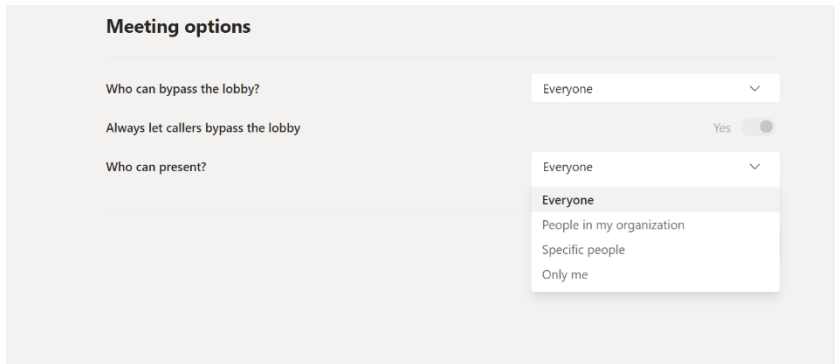 Meeting options
Who can bypass the lobby?
Everyone
Always let callers bypass the lobby
Yes
Who can present?
Everyone
Everyone
People in my organization
Specific people
Only me